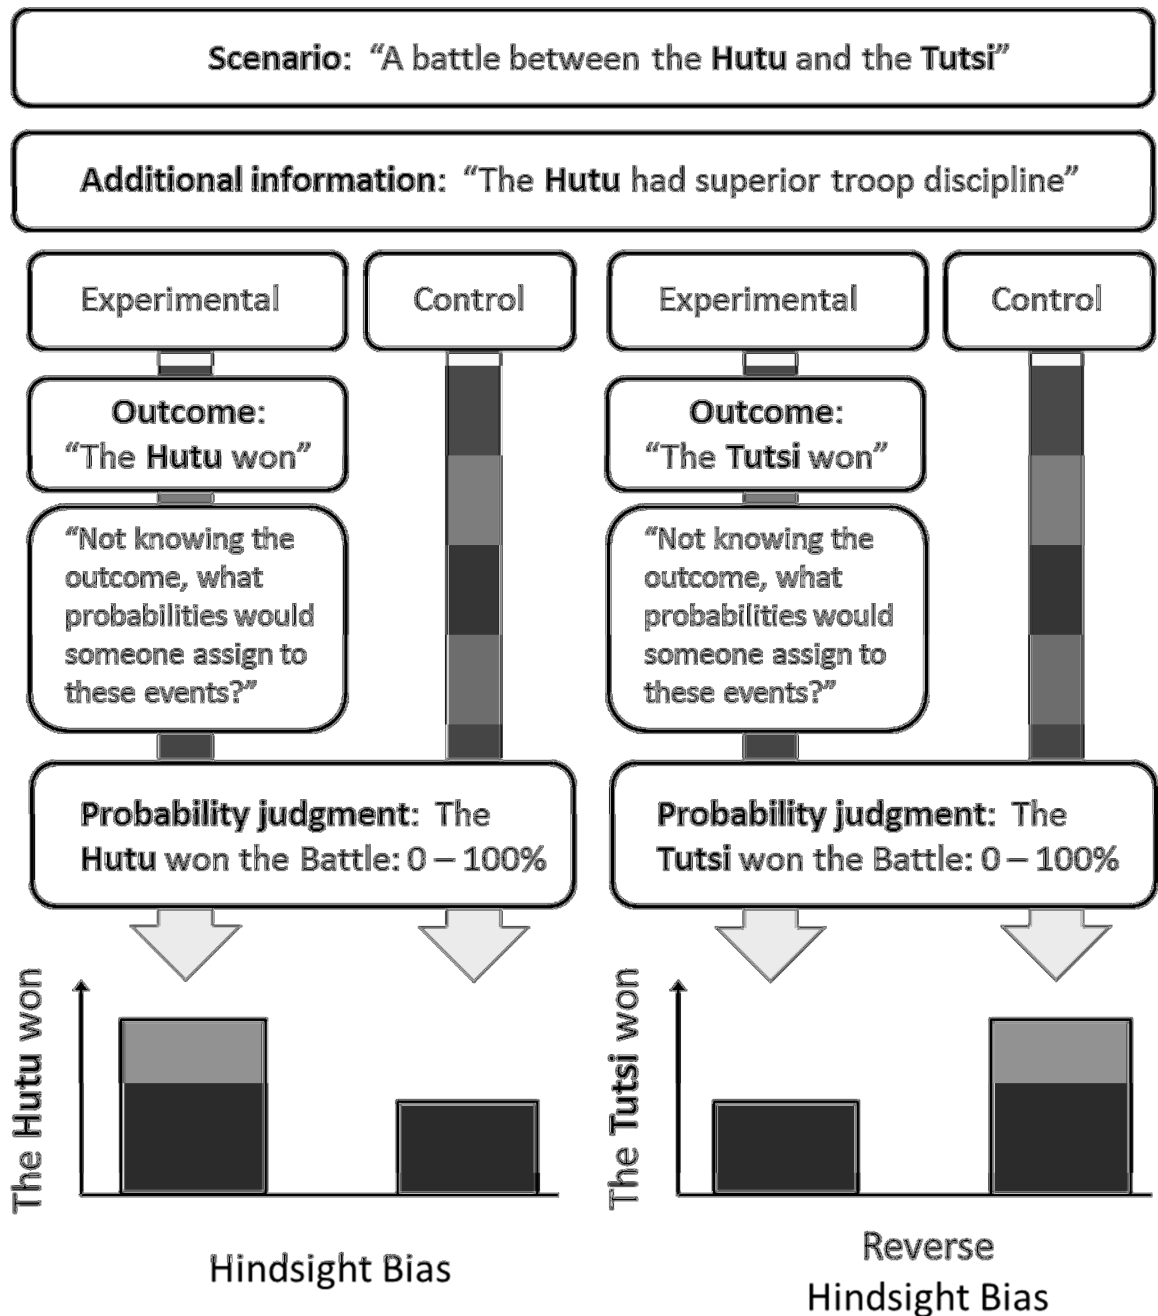 Scenario: “A battle between the Hutu and the Tutsi”
Additional information: “The Hutu had superior troop discipline”
Experimental
Control
Experimental
Control
Outcome:
“The Hutu won”
Outcome:
“The Tutsi won”
“Not knowing the
outcome, what
probabilities would
someone assign to
these events?”
“Not knowing the
outcome, what
probabilities would
someone assign to
these events?”
Probability judgment: The
Hutu won the Battle: 0 – 100%
Probability judgment: The
Tutsi won the Battle: 0 – 100%
The Hutu won
The Tutsi won
Hindsight Bias
Reverse
Hindsight Bias